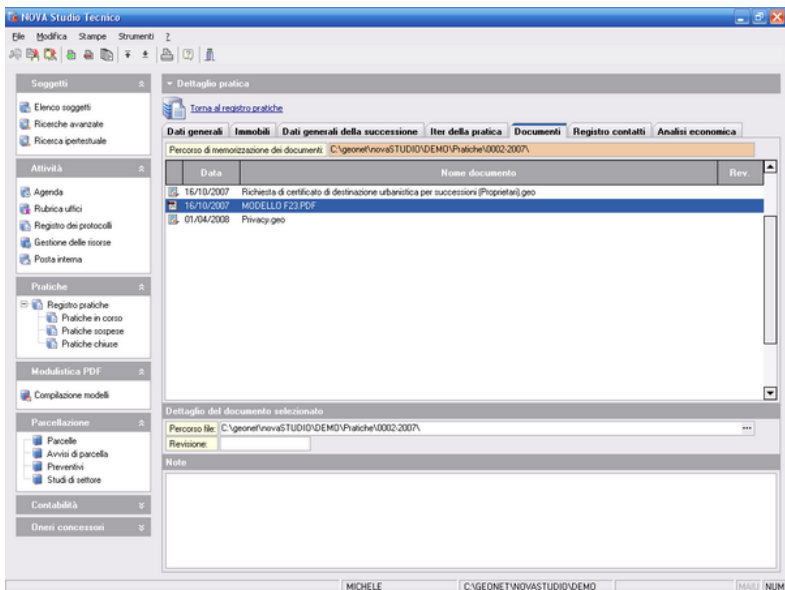 NOVA Studio Tecnico
File Modifica Stampe Strumenti ?
Soggetti
Elenco soggetti
Ricerche avanzate
Ricerca ipertestuale
Attività
Agenda
Rubrica uffici
Registro dei protocolli
Gestione delle risorse
Posta interna
Pratiche
Registro pratiche
Pratiche in corso
Pratiche sospese
Pratiche chiuse
Modulistica PDF
Compilazione modelli
Parcellazione
Parcelle
Avvisi di parcella
Preventivi
Studi di settore
Contabilità
Oneri concessori
Dettaglio pratica
Torna al registro pratiche
Dati generali Immobili Dati generali della successione Iter della pratica Documenti Registro contatti Analisi economica
Percorso di memorizzazione dei documenti: C:\geonet\novaSTUDIO\DEMO\Pratiche\0002-2007\
Data Nome documento Rev.
16/10/2007 Richiesta di certificato di destinazione urbanistica per successioni (Proprietari).geo
16/10/2007 MODELLO F23.PDF
01/04/2008 Privacy.geo
Dettaglio del documento selezionato
Percorso file: C:\geonet\novaSTUDIO\DEMO\Pratiche\0002-2007\ ...
Revisione:
Note
MICHELE C:\GEONET\NOVASTUDIO\DEMO MAIU NUM